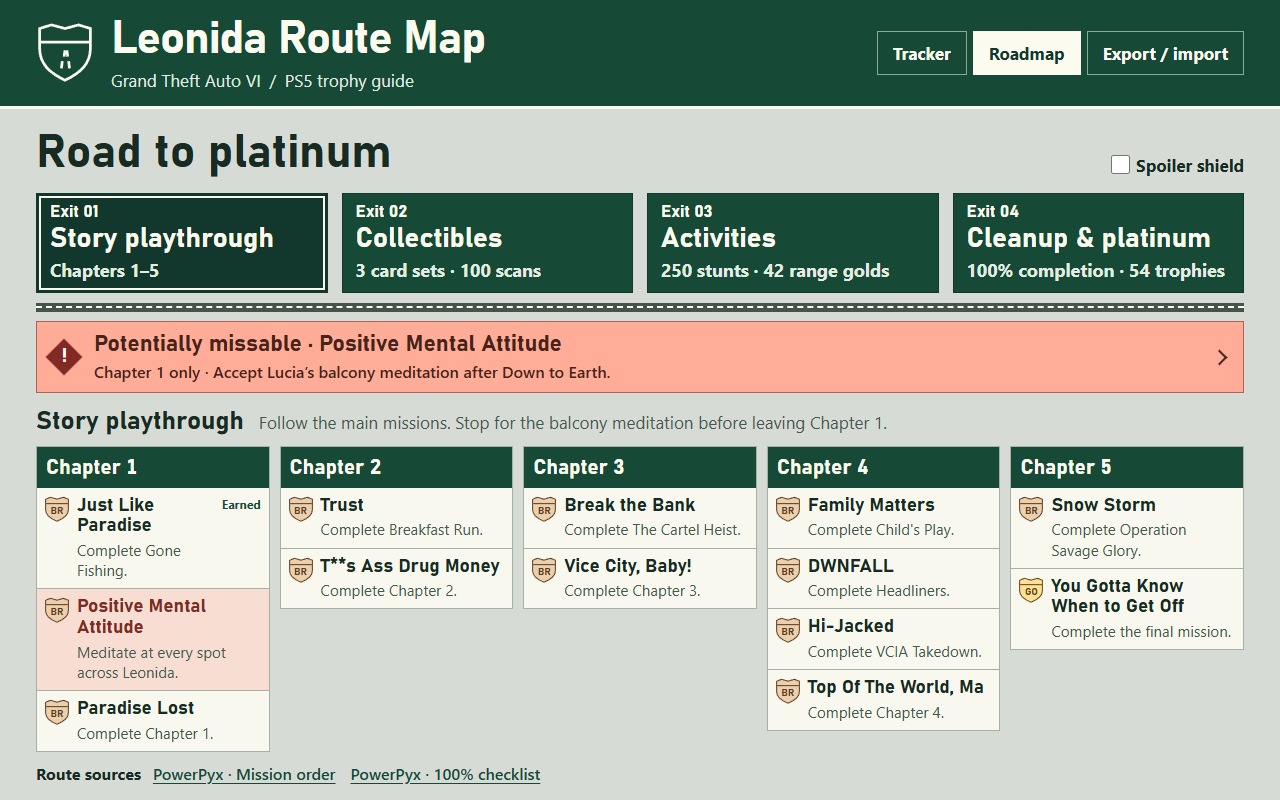 Leonida Route Map
Grand Theft Auto VI / PS5 trophy guide
Tracker
Roadmap
Export / import
Road to platinum
Spoiler shield
Exit 01
Story playthrough
Chapters 1–5
Exit 02
Collectibles
3 card sets · 100 scans
Exit 03
Activities
250 stunts · 42 range golds
Exit 04
Cleanup & platinum
100% completion · 54 trophies
!
Potentially missable · Positive Mental Attitude
Chapter 1 only · Accept Lucia's balcony meditation after Down to Earth.
Story playthrough
Follow the main missions. Stop for the balcony meditation before leaving Chapter 1.
Chapter 1
BR
Just Like
Paradise
Earned
Complete Gone
Fishing.
BR
Positive Mental
Attitude
Meditate at every spot
across Leonida.
BR
Paradise Lost
Complete Chapter 1.
Chapter 2
BR
Trust
Complete Breakfast Run.
BR
T**s Ass Drug Money
Complete Chapter 2.
Chapter 3
BR
Break the Bank
Complete The Cartel Heist.
BR
Vice City, Baby!
Complete Chapter 3.
Chapter 4
BR
Family Matters
Complete Child's Play.
BR
DWNFALL
Complete Headliners.
BR
Hi-Jacked
Complete VCIA Takedown.
BR
Top Of The World, Ma
Complete Chapter 4.
Chapter 5
BR
Snow Storm
Complete Operation
Savage Glory.
GO
You Gotta Know
When to Get Off
Complete the final mission.
Route sources
PowerPyx · Mission order
PowerPyx · 100% checklist